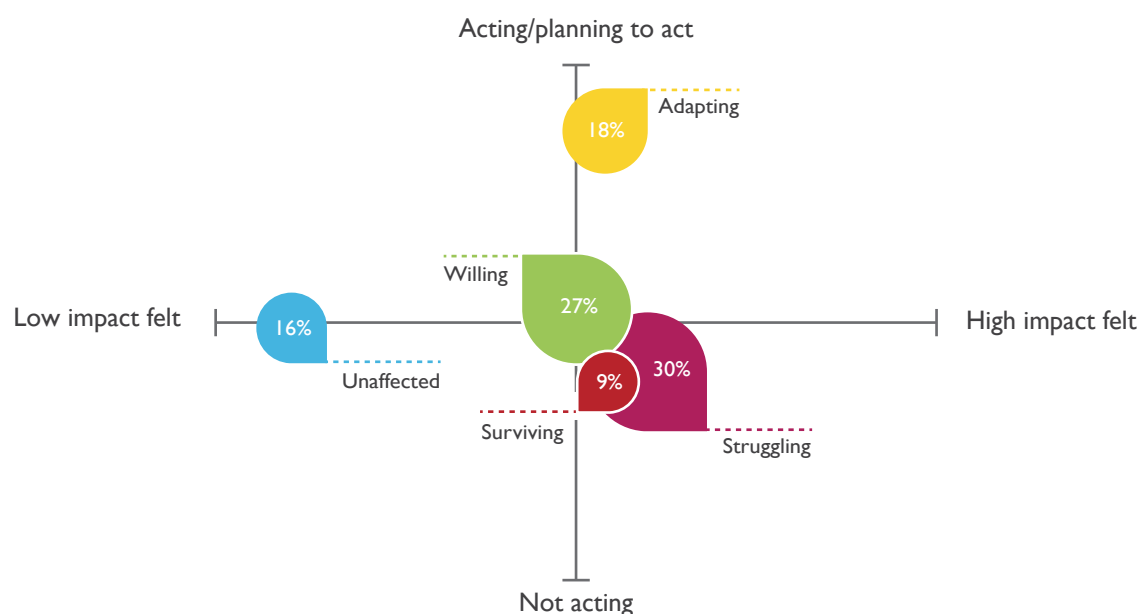 Acting/planning to act
Adapting
18%
Willing
27%
Low impact felt
High impact felt
16%
Unaffected
30%
9%
Surviving
Struggling
Not acting